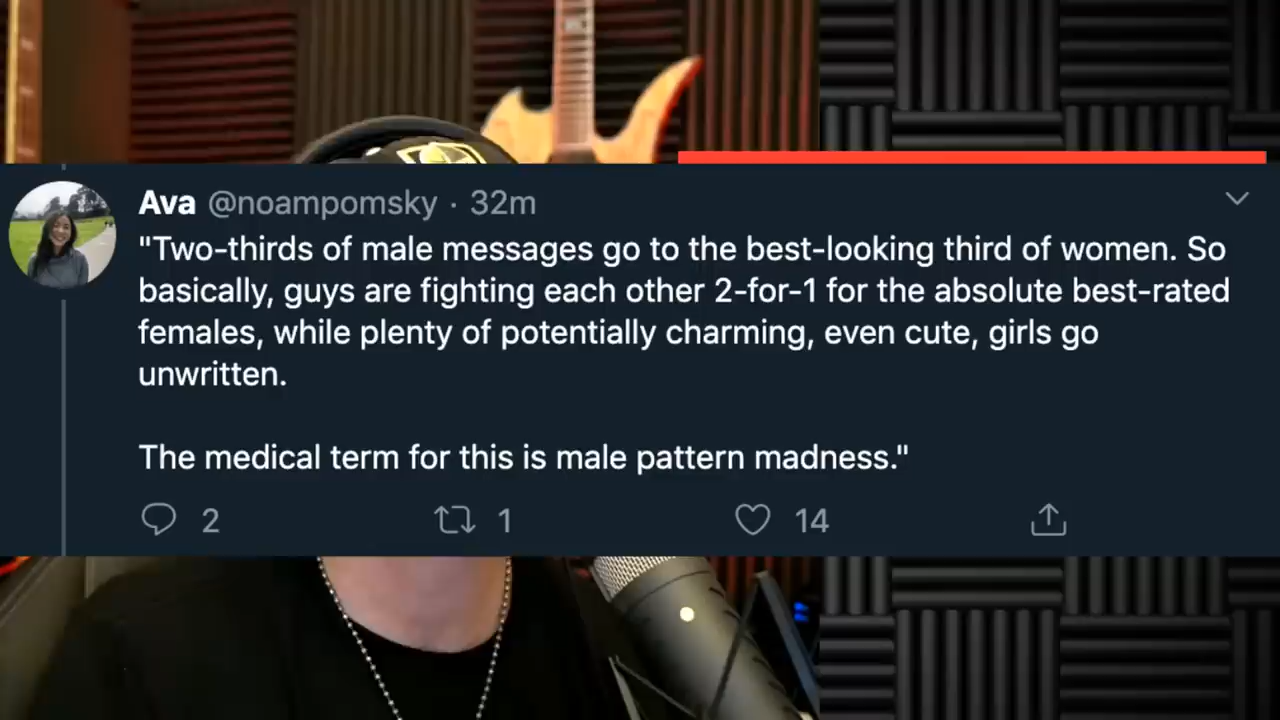 Ava @noampomsky · 32m
"Two-thirds of male messages go to the best-looking third of women. So
basically, guys are fighting each other 2-for-1 for the absolute best-rated
females, while plenty of potentially charming, even cute, girls go
unwritten.
The medical term for this is male pattern madness."
2 1 14